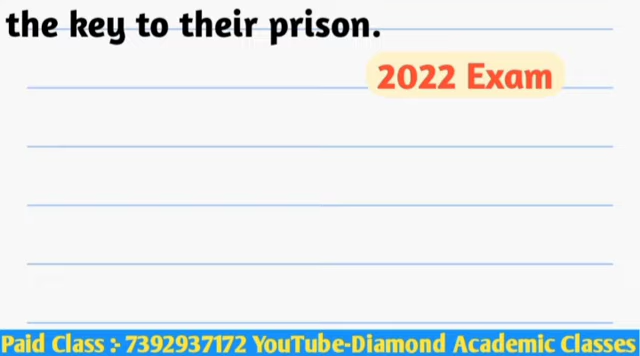 the key to their prison.
2022 Exam
Paid Class :- 7392937172 YouTube-Diamond Academic Classes